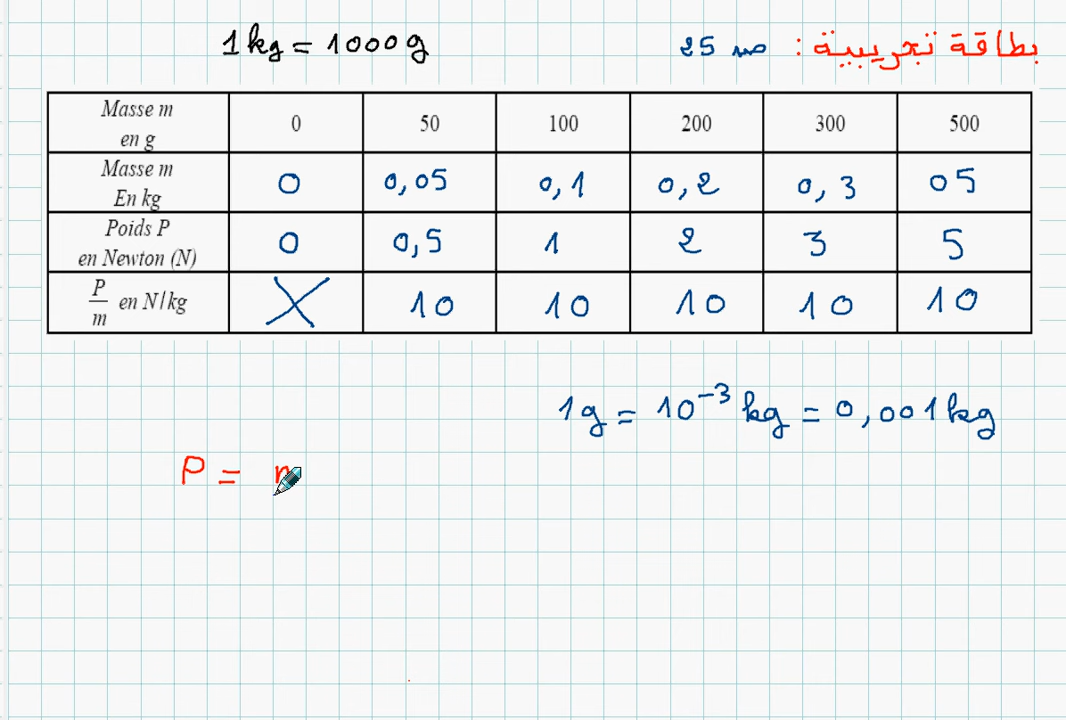 1kg = 1000g
بطاقة تجريبية : ص 25
Masse m en g 0 50 100 200 300 500
Masse m En kg 0 0,05 0,1 0,2 0,3 05
Poids P en Newton (N) 0 0,5 1 2 3 5
P/m en N/kg X 10 10 10 10 10
1g = 10⁻³ kg = 0,001kg
P =